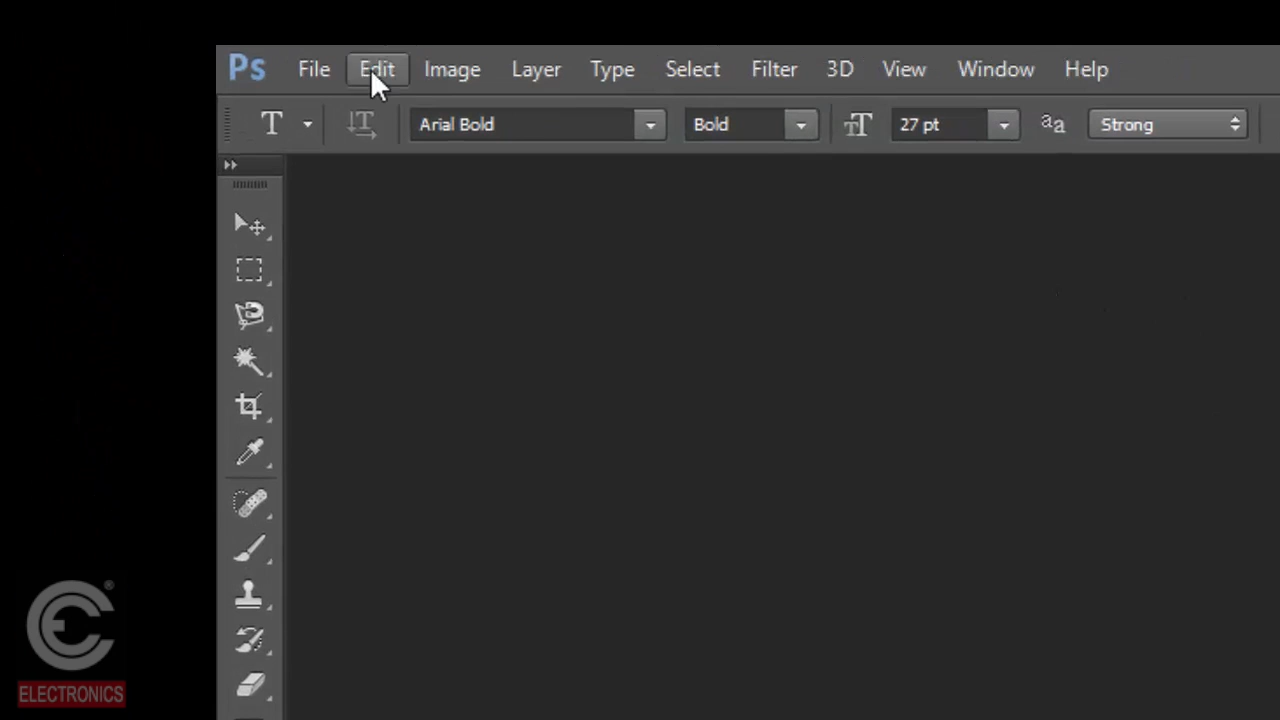 Ps File Edit Image Layer Type Select Filter 3D View Window Help
T Arial Bold Bold 27 pt aa Strong
®
ELECTRONICS